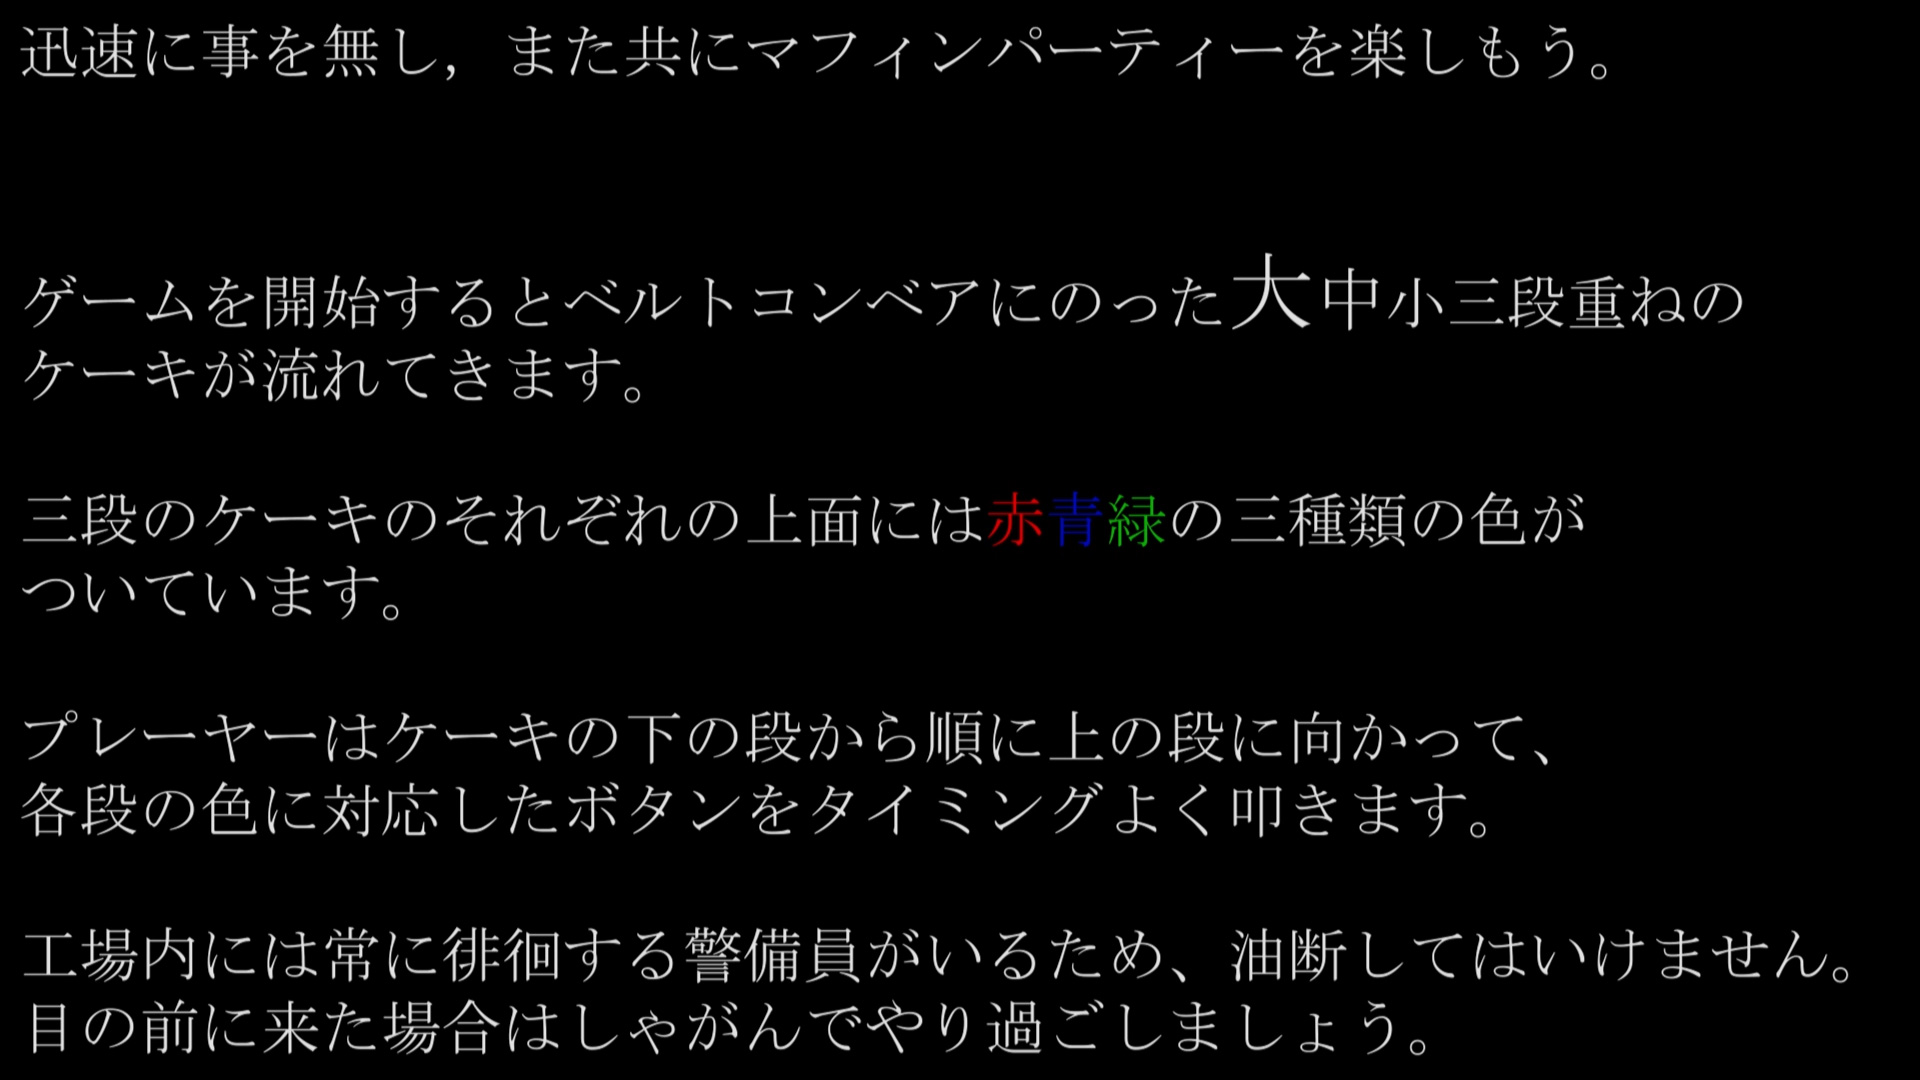 迅速に事を無し，また共にマフィンパーティーを楽しもう。
ゲームを開始するとベルトコンベアにのった大中小三段重ねの
ケーキが流れてきます。
三段のケーキのそれぞれの上面には赤青緑の三種類の色が
ついています。
プレーヤーはケーキの下の段から順に上の段に向かって、
各段の色に対応したボタンをタイミングよく叩きます。
工場内には常に徘徊する警備員がいるため、油断してはいけません。
目の前に来た場合はしゃがんでやり過ごしましょう。